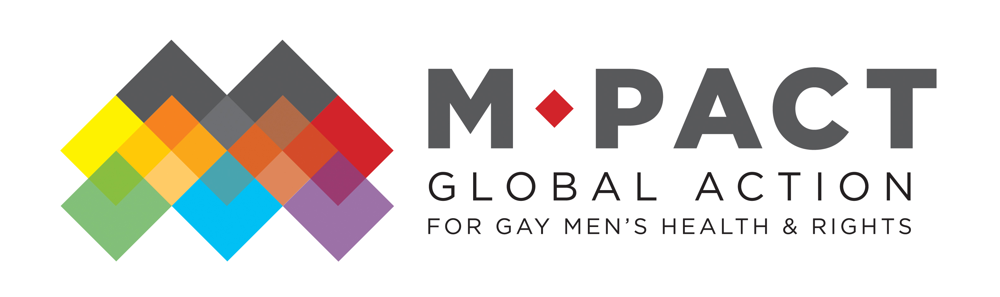 M◆PACT
GLOBAL ACTION
FOR GAY MEN’S HEALTH & RIGHTS